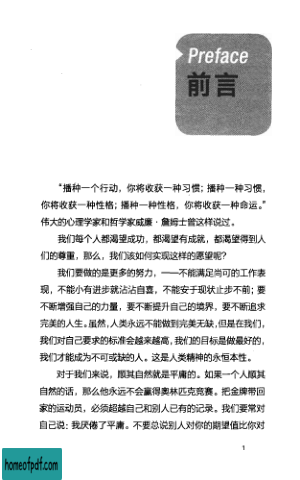 Preface
前言
“播种一个行动，你将收获一种习惯；播种一种习惯，
你将收获一种性格；播种一种性格，你将收获一种命运。”
伟大的心理学家和哲学家威廉·詹姆士曾这样说过。
我们每个人都渴望成功，都渴望有成就，都渴望得到人
们的尊重，那么，我们该如何实现这样的愿望呢？
我们要做的是更多的努力，——不能满足尚可的工作表
现，不能小有进步就沾沾自喜，不能安于现状止步不前；要
不断增强自己的力量，要不断提升自己的境界，要不断追求
完美的人生。虽然，人类永远不能做到完美无缺，但是在我们，
我们对自己要求的标准会越来越高，我们的目标是做最好的，
我们才能成为不可或缺的人。这是人类精神的永恒本性。
对于我们来说，顺其自然就是平庸的。如果一个人顺其
自然的话，那么他永远不会赢得奥林匹克竞赛。把金牌带回
家的运动员，必须超越自己和别人已有的记录。我们要常对
自己说：我厌倦了平庸。不要总说别人对你的期望值比你对
1
homeofpdf.com